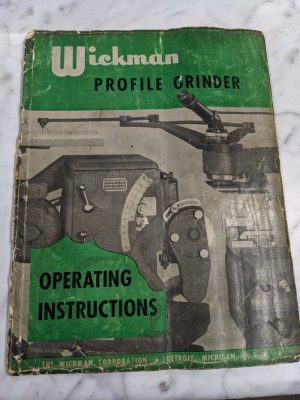 Wickman
PROFILE GRINDER
OPERATING
INSTRUCTIONS
THE WICKMAN CORPORATION • DETROIT, MICHIGAN U. S. A.